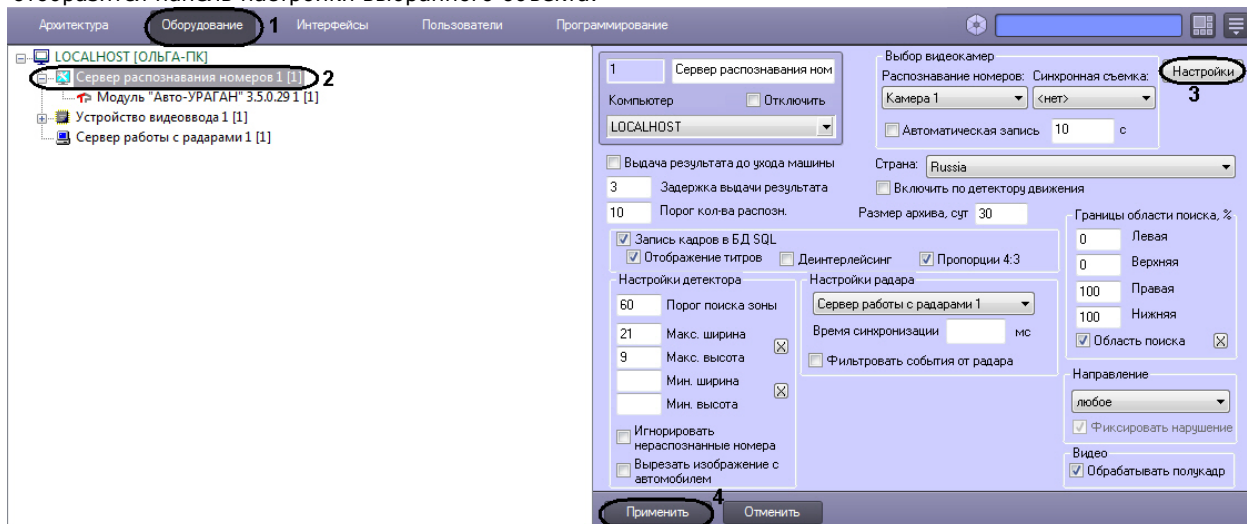 отобразится панель настройки выбранного объекта.
Архитектура Оборудование 1 Интерфейсы Пользователи Программирование
LOCALHOST [ОЛЬГА-ПК]
Сервер распознавания номеров 1 [1] 2
Модуль "Авто-УРАГАН" 3.5.0.29 1 [1]
Устройство видеоввода 1 [1]
Сервер работы с радарами 1 [1]
1 Сервер распознавания ном
Компьютер Отключить
LOCALHOST
Выбор видеокамер
Распознавание номеров: Синхронная съемка:
Камера 1 <нет>
Автоматическая запись 10 с
Настройки
3
Выдача результата до ухода машины
3 Задержка выдачи результата
10 Порог кол-ва распозн.
Страна: Russia
Включить по детектору движения
Размер архива, сут 30
Запись кадров в БД SQL
Отображение титров Деинтерлейсинг Пропорции 4:3
Границы области поиска, %
0 Левая
0 Верхняя
100 Правая
100 Нижняя
Область поиска
Настройки детектора
60 Порог поиска зоны
21 Макс. ширина
9 Макс. высота
Мин. ширина
Мин. высота
Игнорировать
нераспознанные номера
Вырезать изображение с
автомобилем
Настройки радара
Сервер работы с радарами 1
Время синхронизации мс
Фильтровать события от радара
Направление
любое
Фиксировать нарушение
Видео
Обрабатывать полукадр
Применить 4 Отменить